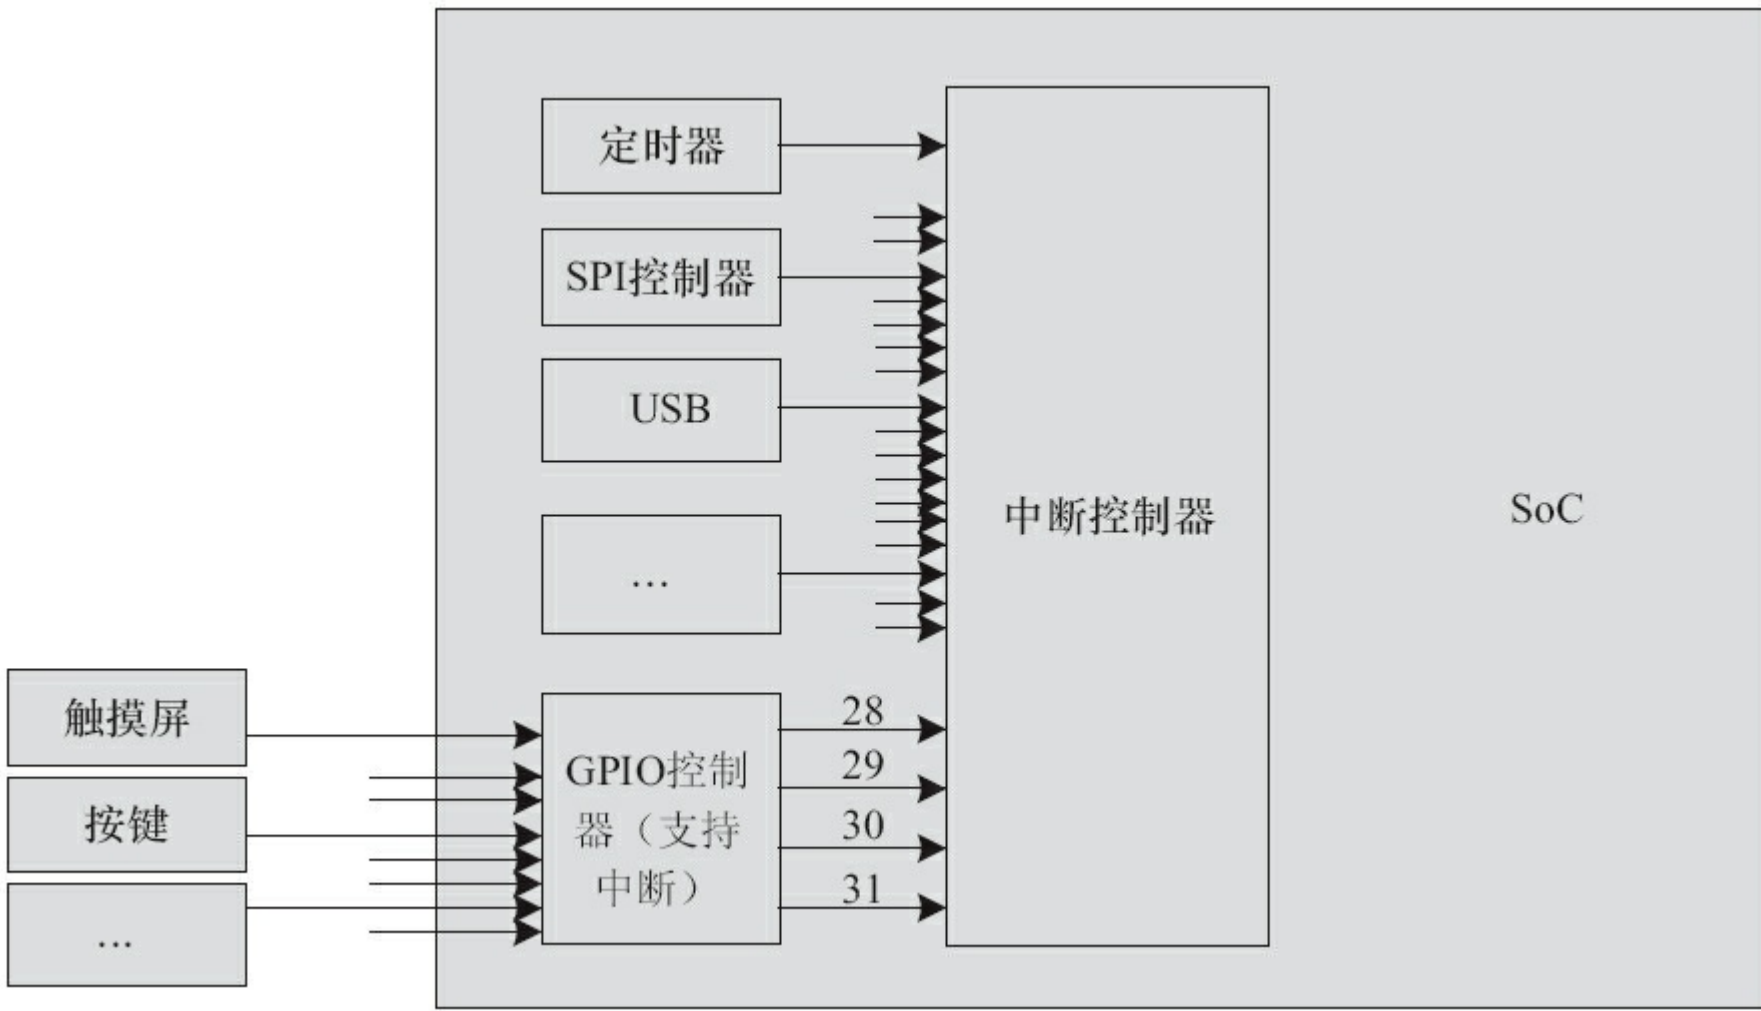 定时器
SPI控制器
USB
...
中断控制器
SoC
触摸屏
按键
...
GPIO控制
器（支持
中断）
28
29
30
31